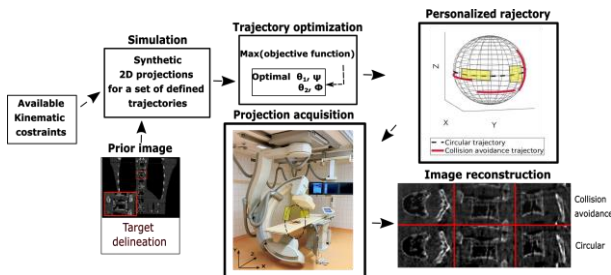 Simulation
Synthetic
2D projections
for a set of defined
trajectories
Trajectory optimization
Max(objective function)
Optimal θ₁, Ψ
θ₂, Φ
Personalized rajectory
Z
X
Y
Circular trajectory
Collision avoidance trajectory
Available
Kinematic
costraints
Prior image
Target
delineation
Projection acquisition
Image reconstruction
Collision
avoidance
Circular